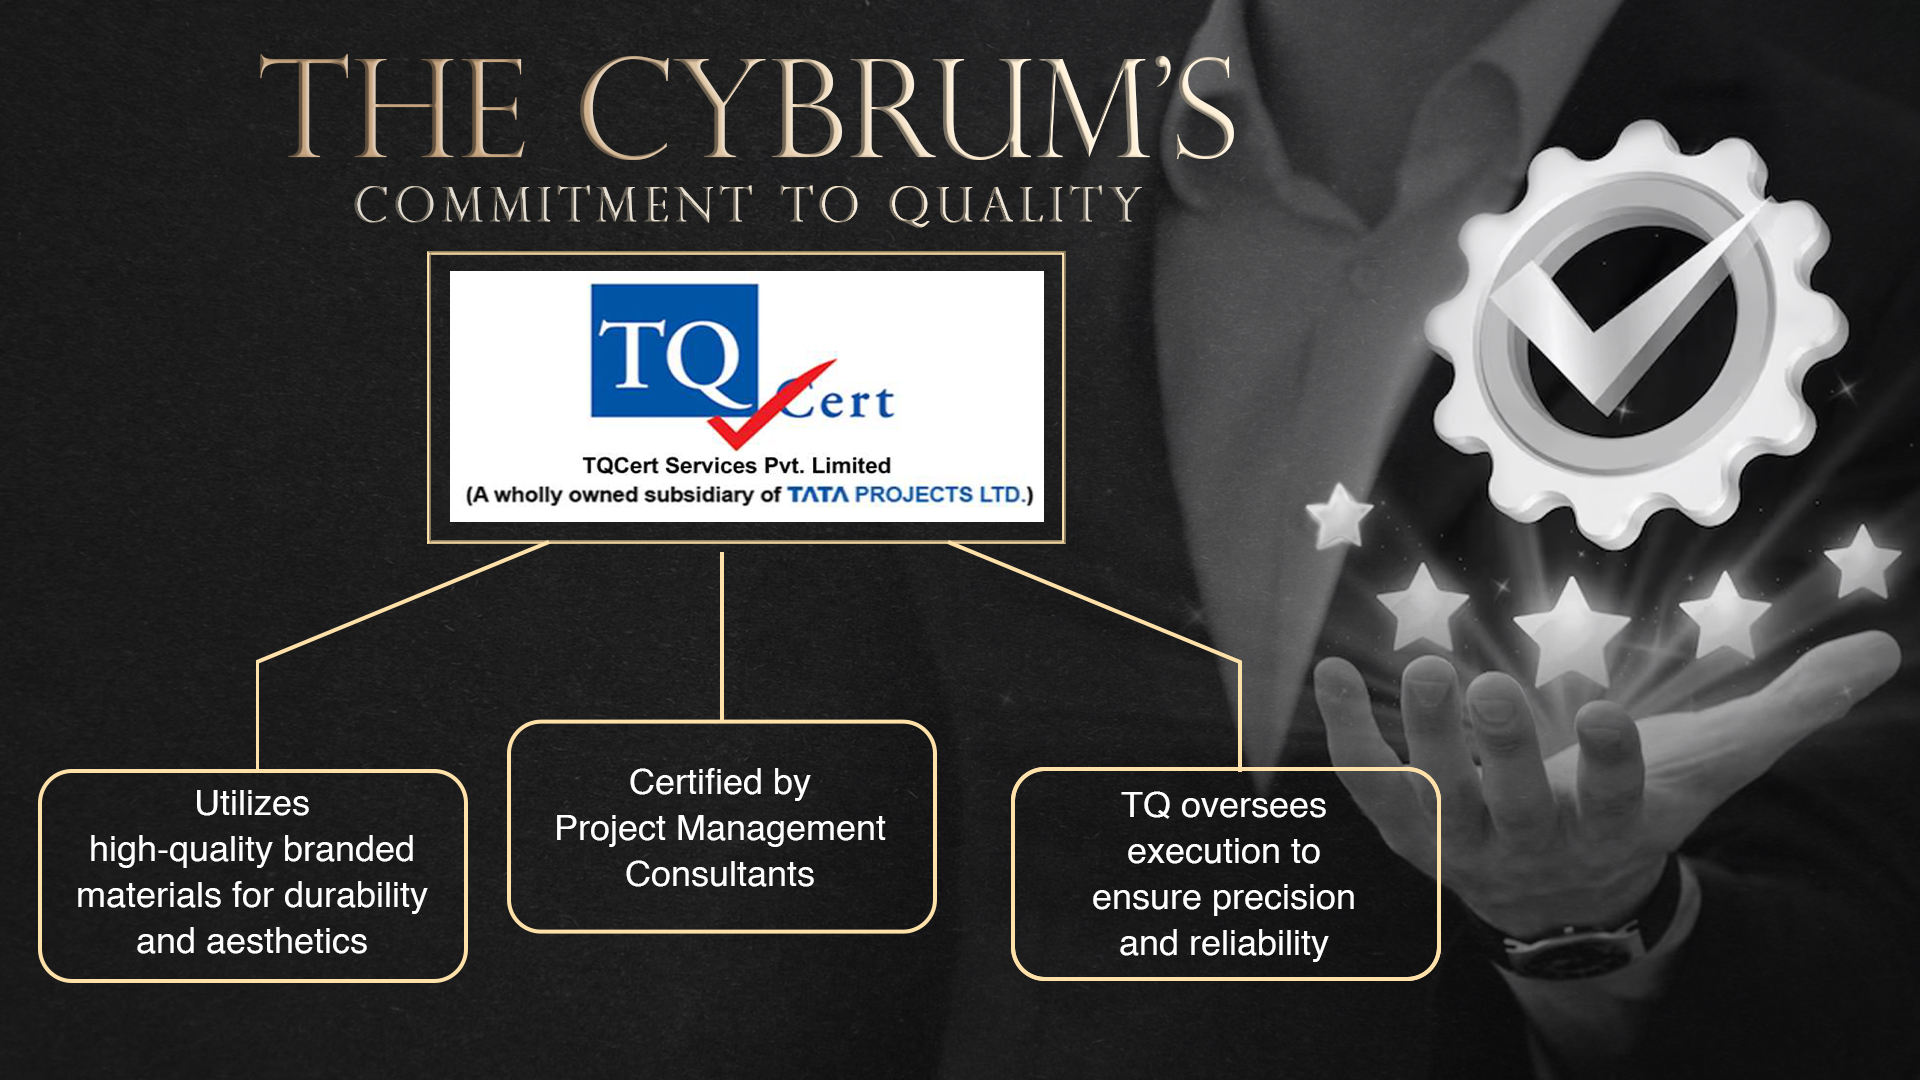 THE CYBRUM'S
COMMITMENT TO QUALITY
TQ Cert
TQCert Services Pvt. Limited
(A wholly owned subsidiary of TATA PROJECTS LTD.)
Utilizes
high-quality branded
materials for durability
and aesthetics
Certified by
Project Management
Consultants
TQ oversees
execution to
ensure precision
and reliability